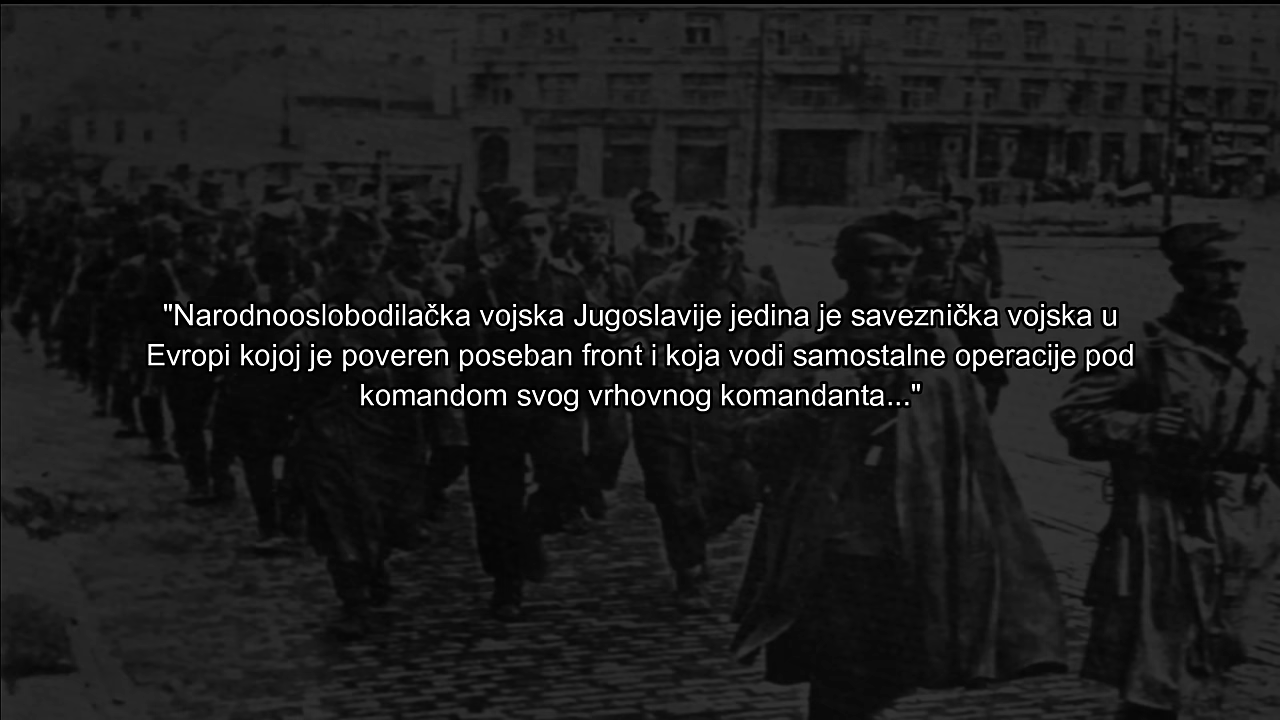 "Narodnooslobodilačka vojska Jugoslavije jedina je saveznička vojska u
Evropi kojoj je poveren poseban front i koja vodi samostalne operacije pod
komandom svog vrhovnog komandanta..."